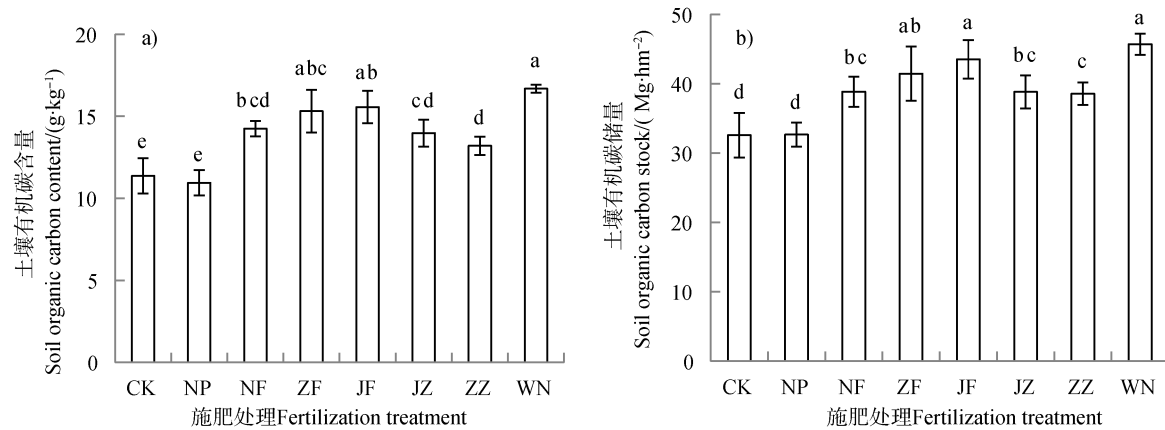 a)
土壤有机碳含量
Soil organic carbon content/(g·kg⁻¹)
20
15
10
5
0
e
e
bcd
abc
ab
cd
d
a
CK NP NF ZF JF JZ ZZ WN
施肥处理Fertilization treatment
b)
土壤有机碳储量
Soil organic carbon stock/( Mg·hm⁻²)
50
40
30
20
10
0
d
d
bc
ab
a
bc
c
a
CK NP NF ZF JF JZ ZZ WN
施肥处理Fertilization treatment